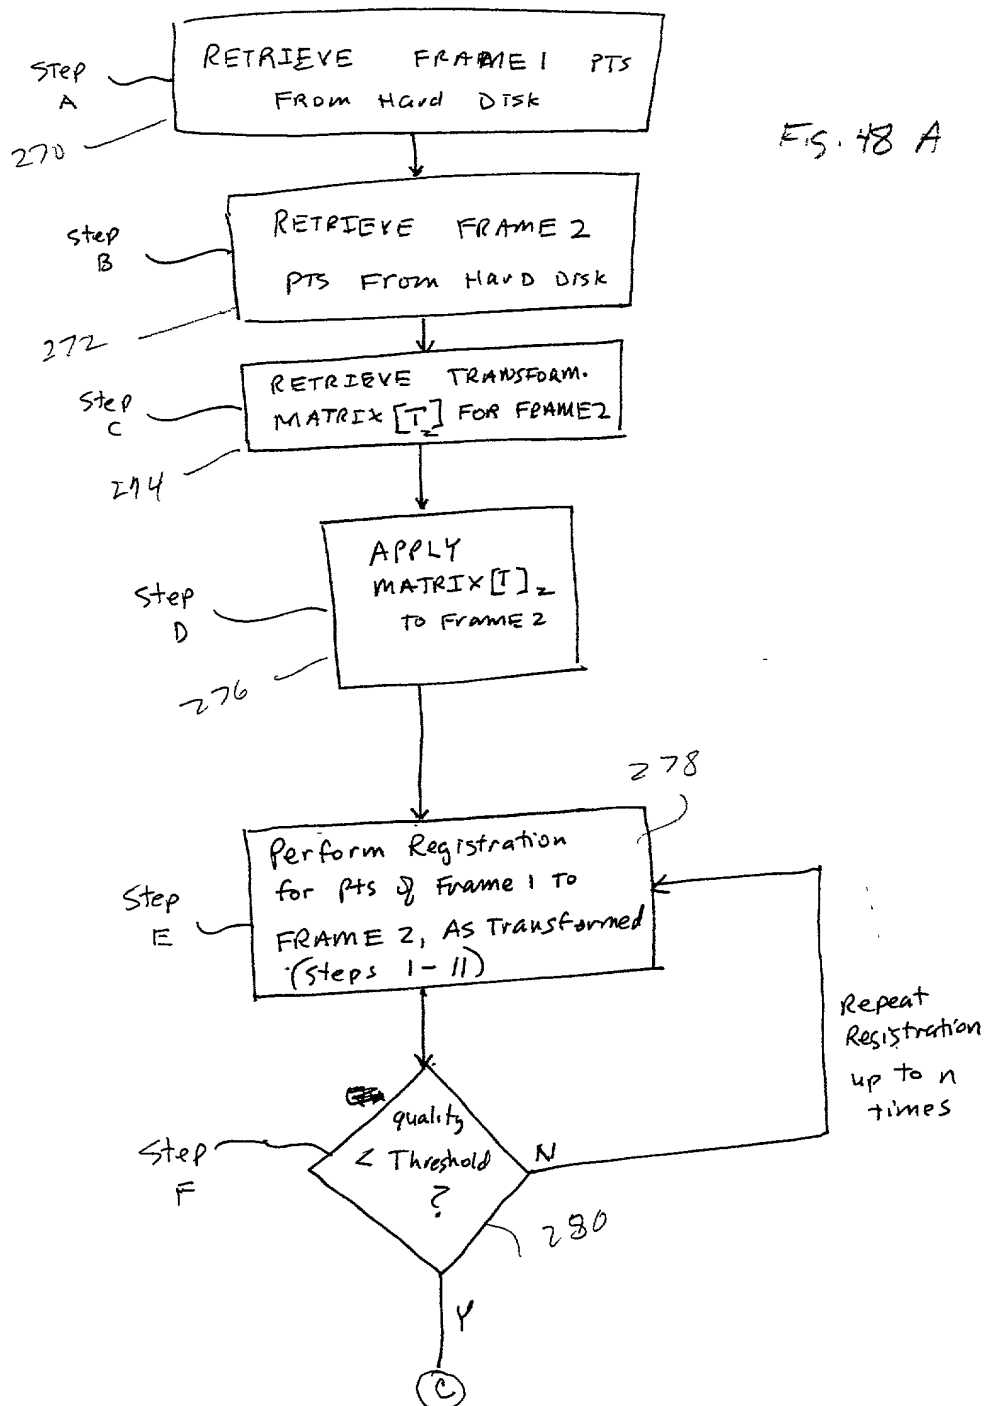 RETRIEVE FRAME 1 PTS
FROM Hard DISK
Step
A
270
Fig. 48 A
RETRIEVE FRAME 2
PTS From HarD Disk
Step
B
272
RETRIEVE TRANSFORM.
MATRIX [T]2 FOR FRAME 2
Step
C
274
APPLY
MATRIX [T]2
to Frame 2
Step
D
276
278
Perform Registration
for pts of Frame 1 To
FRAME 2, As Transformed
(steps 1-11)
Step
E
Repeat
Registration
up to n
times
quality
< Threshold
?
Step
F
N
280
Y
C